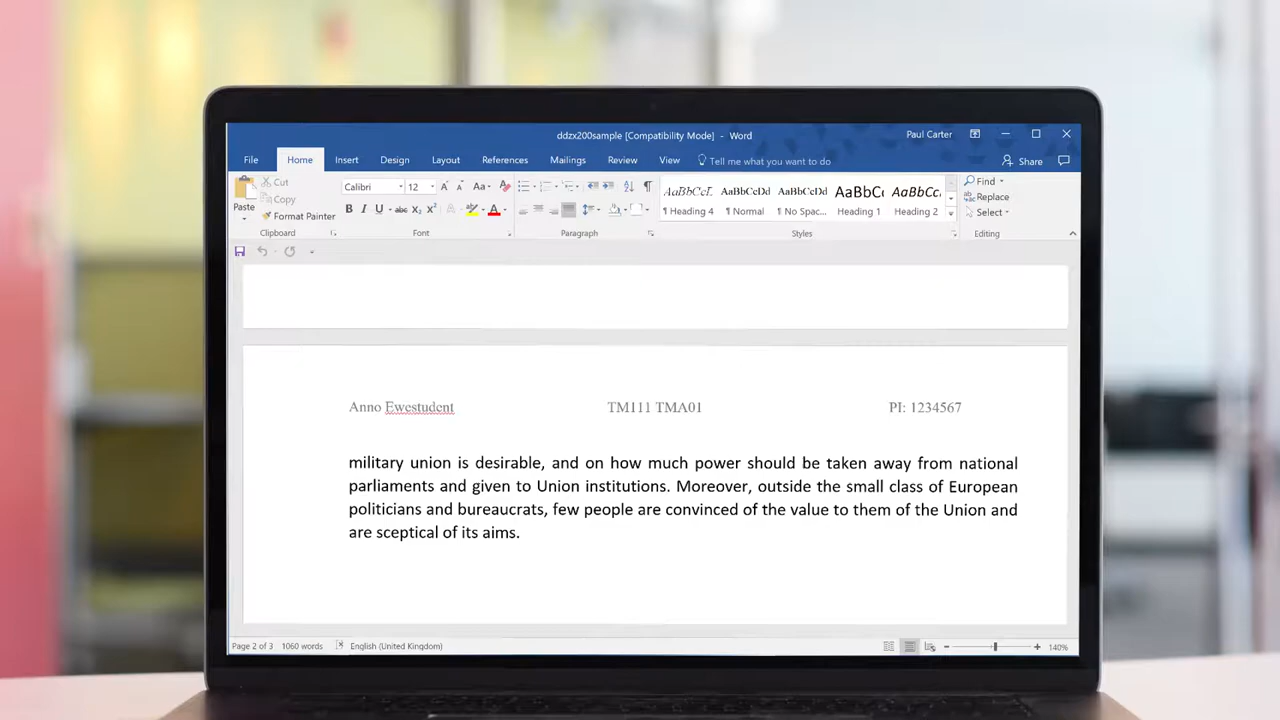 ddzx200sample [Compatibility Mode] - Word
Paul Carter
File Home Insert Design Layout References Mailings Review View Tell me what you want to do Share
Paste
Cut
Copy
Format Painter
Calibri 12 Aa
B I U abc X₂ X² A A
AaBbCcL AaBbCcDd AaBbCcDd AaBbC AaBbCc.
¶ Heading 4 ¶ Normal ¶ No Spac... Heading 1 Heading 2
Find
Replace
Select
Clipboard Font Paragraph Styles Editing
Anno Ewestudent TM111 TMA01 PI: 1234567
military union is desirable, and on how much power should be taken away from national
parliaments and given to Union institutions. Moreover, outside the small class of European
politicians and bureaucrats, few people are convinced of the value to them of the Union and
are sceptical of its aims.
Page 2 of 3 1060 words English (United Kingdom) 140%